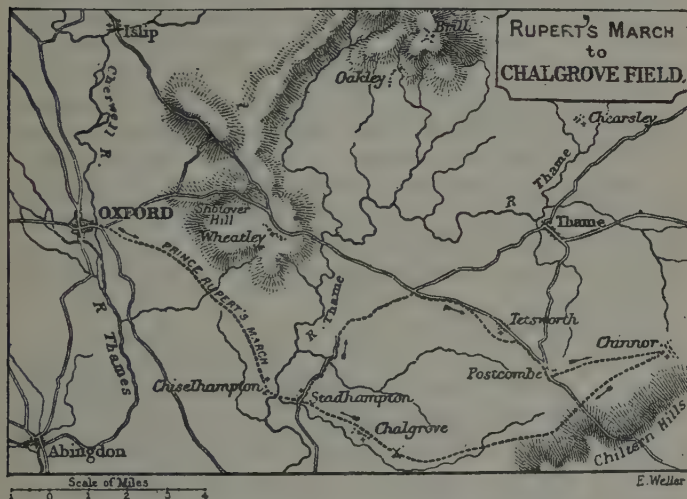 RUPERT'S MARCH
to
CHALGROVE FIELD.
Islip
Brill
Oakley
Cherwell R.
Chearsley
R Thame
OXFORD
Shotover
Hill
Thame
Wheatley
PRINCE RUPERT'S MARCH
R. Thame
R Thames
Tetsworth
Chinnor
Postcombe
Chiselhampton
Stadhampton
Chalgrove
Chiltern Hills
Abingdon
Scale of Miles
1 0 1 2 3 4
E. Weller